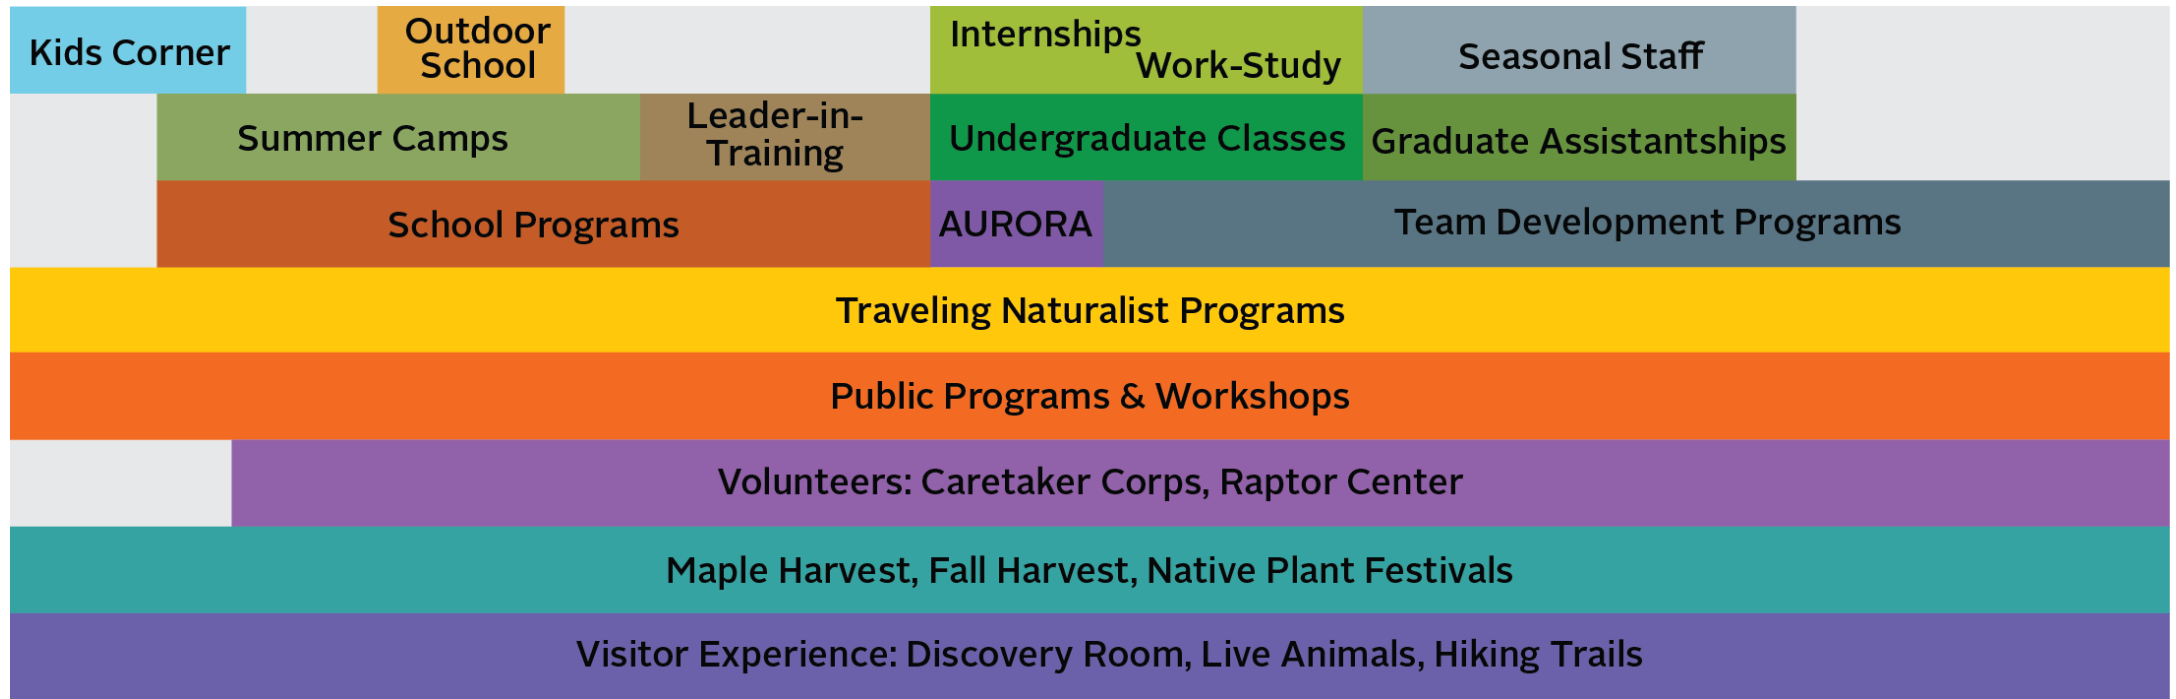 Kids Corner
Outdoor
School
Internships
Work-Study
Seasonal Staff
Summer Camps
Leader-in-
Training
Undergraduate Classes
Graduate Assistantships
School Programs
AURORA
Team Development Programs
Traveling Naturalist Programs
Public Programs & Workshops
Volunteers: Caretaker Corps, Raptor Center
Maple Harvest, Fall Harvest, Native Plant Festivals
Visitor Experience: Discovery Room, Live Animals, Hiking Trails